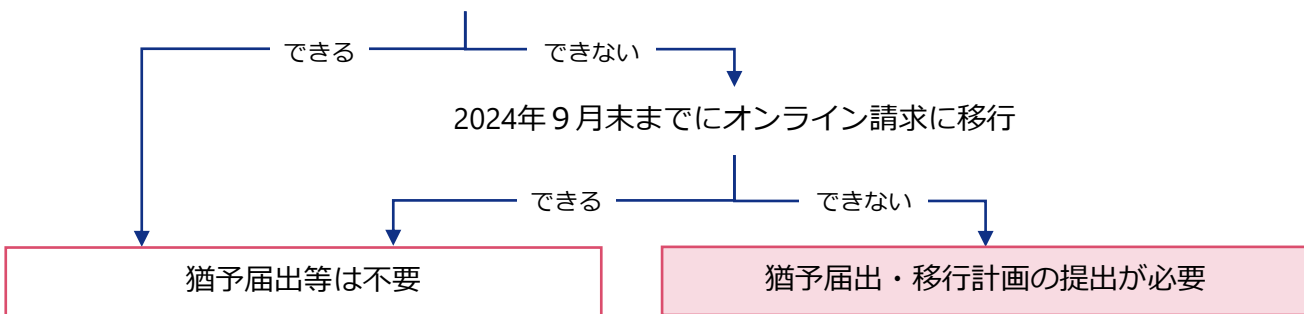 できる
できない
2024年９月末までにオンライン請求に移行
できる
できない
猶予届出等は不要
猶予届出・移行計画の提出が必要